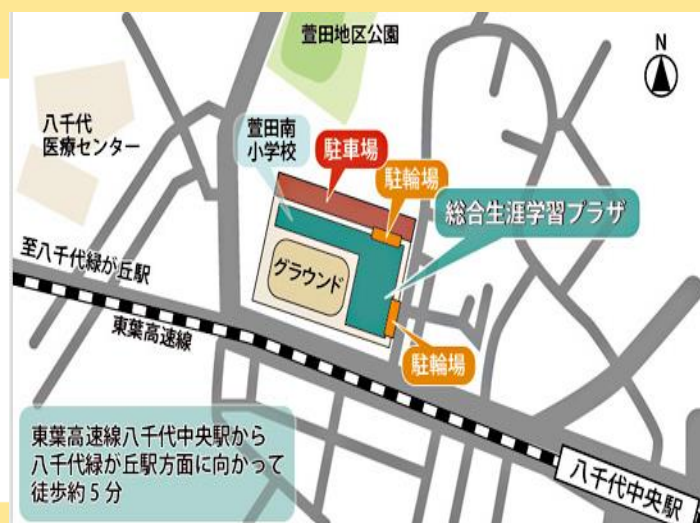 萱田地区公園
N
八千代
医療センター
萱田南
小学校
駐車場
駐輪場
総合生涯学習プラザ
至八千代緑が丘駅
グラウンド
東葉高速線
駐輪場
東葉高速線八千代中央駅から
八千代緑が丘駅方面に向かって
徒歩約5分
八千代中央駅